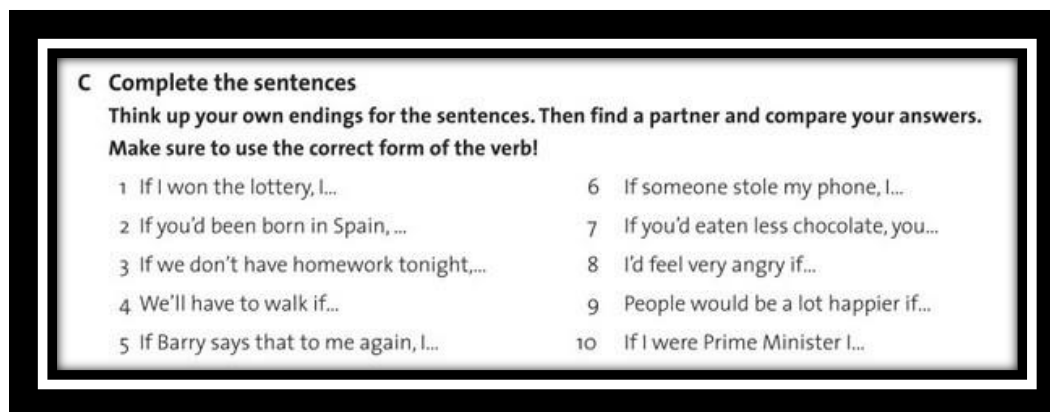 C Complete the sentences
Think up your own endings for the sentences. Then find a partner and compare your answers.
Make sure to use the correct form of the verb!
1 If I won the lottery, I...
2 If you'd been born in Spain, ...
3 If we don't have homework tonight,...
4 We'll have to walk if...
5 If Barry says that to me again, I...
6 If someone stole my phone, I...
7 If you'd eaten less chocolate, you...
8 I'd feel very angry if...
9 People would be a lot happier if...
10 If I were Prime Minister I...